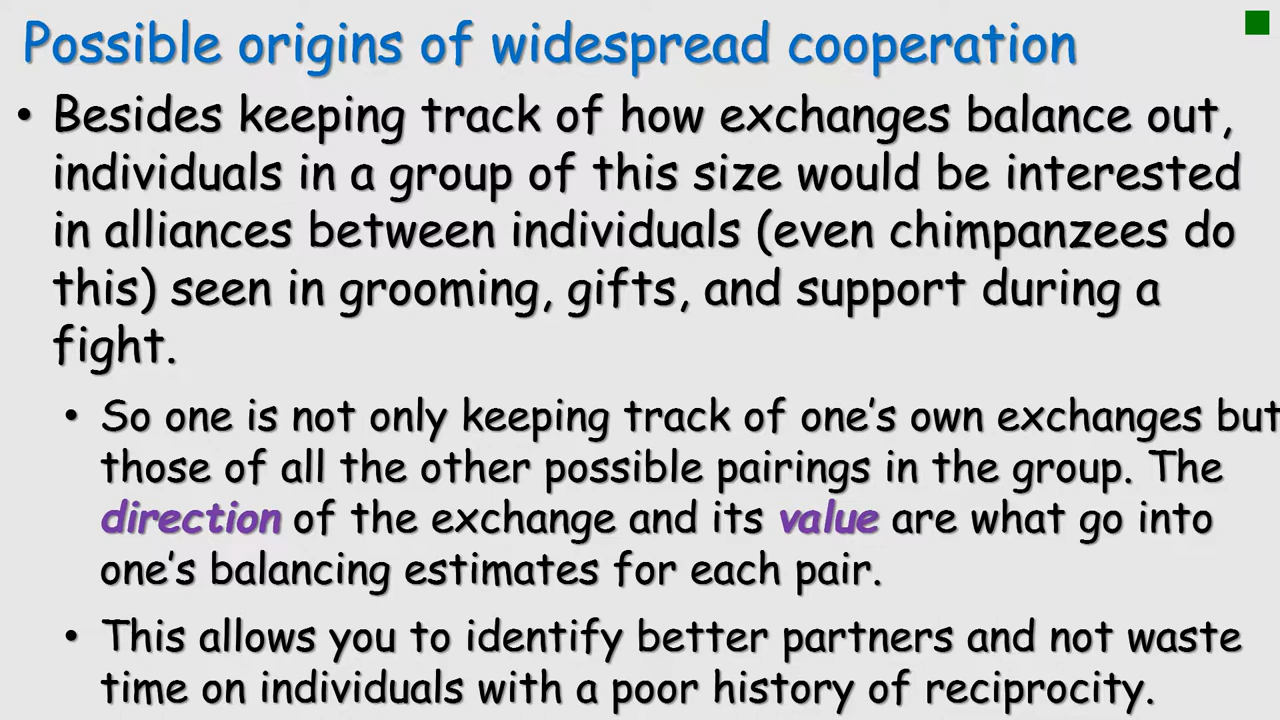 Possible origins of widespread cooperation
• Besides keeping track of how exchanges balance out,
individuals in a group of this size would be interested
in alliances between individuals (even chimpanzees do
this) seen in grooming, gifts, and support during a
fight.
• So one is not only keeping track of one’s own exchanges but
those of all the other possible pairings in the group. The
direction of the exchange and its value are what go into
one’s balancing estimates for each pair.
• This allows you to identify better partners and not waste
time on individuals with a poor history of reciprocity.